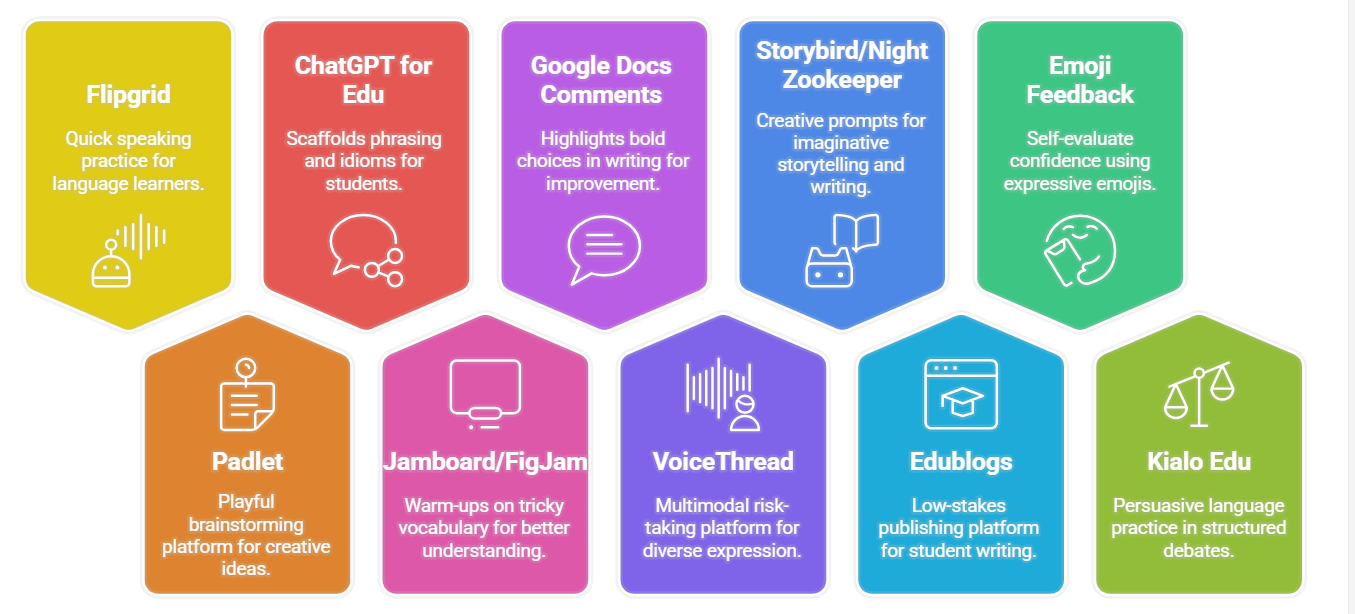 Flipgrid
Quick speaking
practice for
language learners.
ChatGPT for
Edu
Scaffolds phrasing
and idioms for
students.
Google Docs
Comments
Highlights bold
choices in writing for
improvement.
Storybird/Night
Zookeeper
Creative prompts for
imaginative
storytelling and
writing.
Emoji
Feedback
Self-evaluate
confidence using
expressive emojis.
Padlet
Playful
brainstorming
platform for creative
ideas.
Jamboard/FigJam
Warm-ups on tricky
vocabulary for better
understanding.
VoiceThread
Multimodal risk-
taking platform for
diverse expression.
Edublogs
Low-stakes
publishing platform
for student writing.
Kialo Edu
Persuasive language
practice in structured
debates.